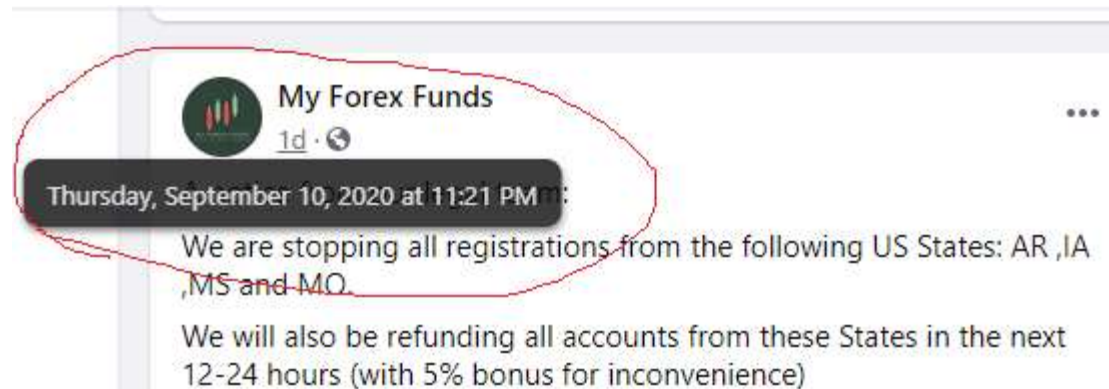 My Forex Funds
1d ·
Thursday, September 10, 2020 at 11:21 PM
We are stopping all registrations from the following US States: AR ,IA
,MS and MO.
We will also be refunding all accounts from these States in the next
12-24 hours (with 5% bonus for inconvenience)